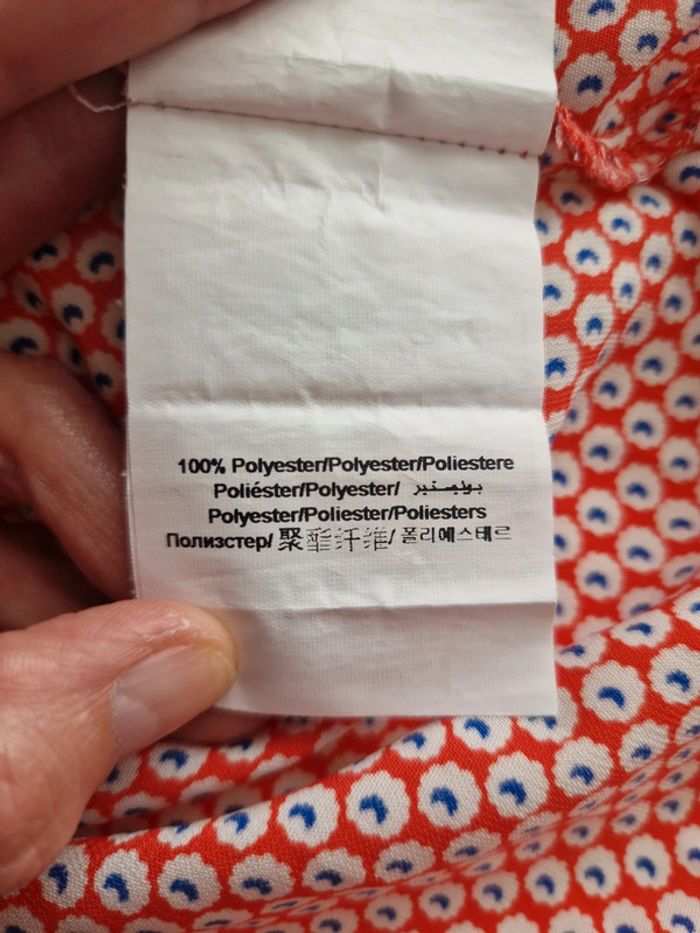 100% Polyester/Polyester/Poliestere
Poliéster/Polyester/ بوليستير
Polyester/Poliester/Poliesters
Полиэстер/ 聚酯纤维/ 폴리에스테르